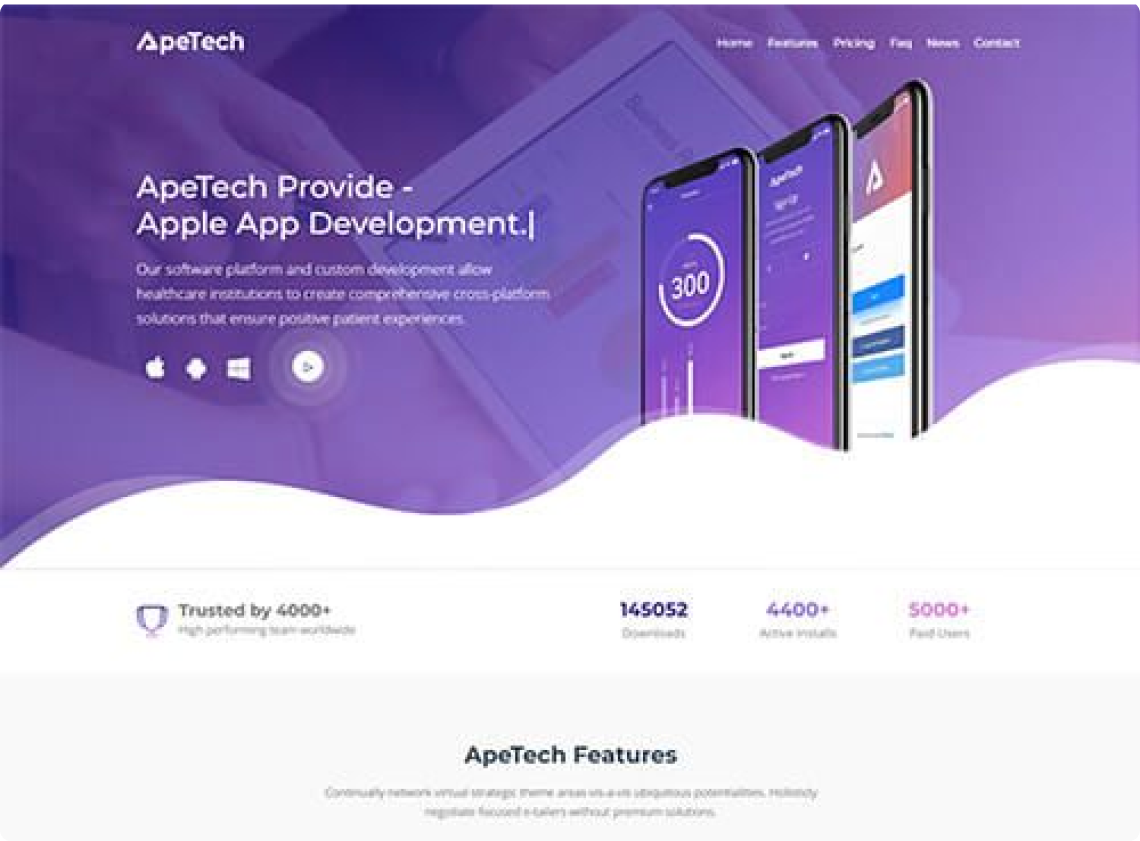 ApeTech
Home Features Pricing Faq News Contact
ApeTech Provide -
Apple App Development.|
Our software platform and custom development allow
healthcare institutions to create comprehensive cross-platform
solutions that ensure positive patient experiences.
300
ApeTech
Sign Up
Trusted by 4000+
High performing team worldwide
145052
Downloads
4400+
Active Installs
5000+
Paid Users
ApeTech Features
Continually network virtual strategic theme areas vis-a-vis ubiquitous potentialities. Holisticly
negotiate focused e-tailers without premium solutions.